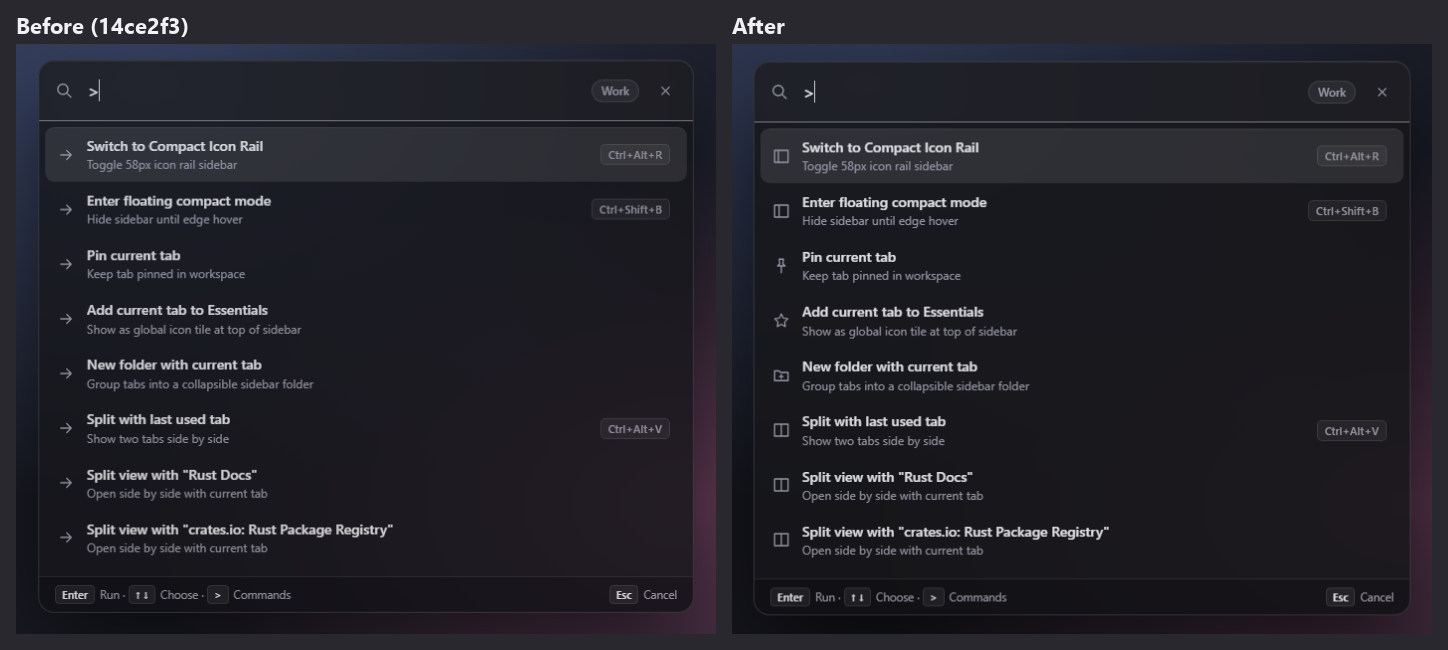 Before (14ce2f3)
>
Work
Switch to Compact Icon Rail
Toggle 58px icon rail sidebar
Ctrl+Alt+R
Enter floating compact mode
Hide sidebar until edge hover
Ctrl+Shift+B
Pin current tab
Keep tab pinned in workspace
Add current tab to Essentials
Show as global icon tile at top of sidebar
New folder with current tab
Group tabs into a collapsible sidebar folder
Split with last used tab
Show two tabs side by side
Ctrl+Alt+V
Split view with "Rust Docs"
Open side by side with current tab
Split view with "crates.io: Rust Package Registry"
Open side by side with current tab
Enter Run · ↑↓ Choose · > Commands
Esc Cancel
After
>
Work
Switch to Compact Icon Rail
Toggle 58px icon rail sidebar
Ctrl+Alt+R
Enter floating compact mode
Hide sidebar until edge hover
Ctrl+Shift+B
Pin current tab
Keep tab pinned in workspace
Add current tab to Essentials
Show as global icon tile at top of sidebar
New folder with current tab
Group tabs into a collapsible sidebar folder
Split with last used tab
Show two tabs side by side
Ctrl+Alt+V
Split view with "Rust Docs"
Open side by side with current tab
Split view with "crates.io: Rust Package Registry"
Open side by side with current tab
Enter Run · ↑↓ Choose · > Commands
Esc Cancel